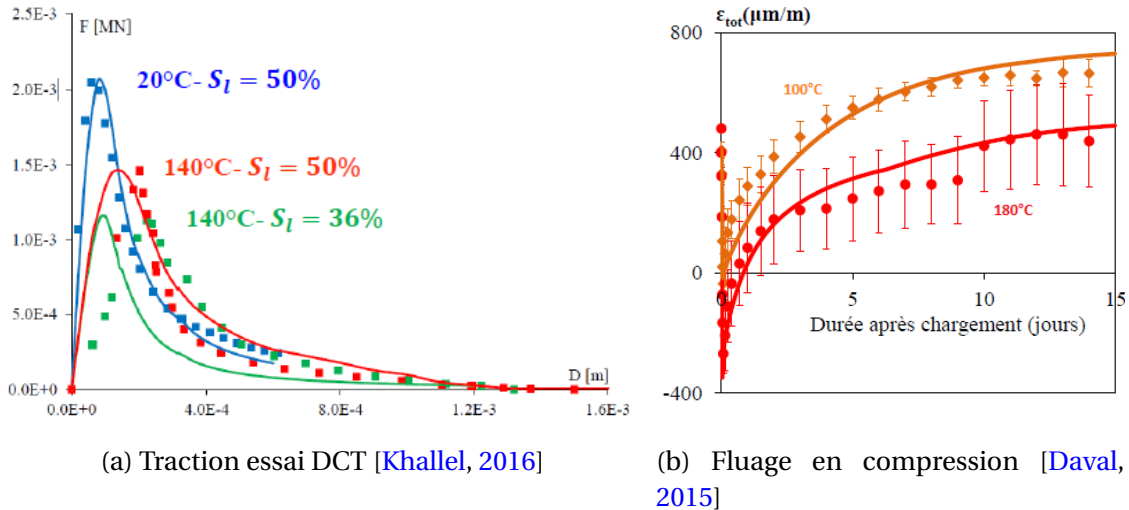 F [MN]
2.5E-3
2.0E-3
1.5E-3
1.0E-3
5.0E-4
0.0E+0
20°C- S_l = 50%
140°C- S_l = 50%
140°C- S_l = 36%
D [m]
0.0E+0 4.0E-4 8.0E-4 1.2E-3 1.6E-3
(a) Traction essai DCT [Khallel, 2016]
ε_tot(µm/m)
800
400
0
-400
100°C
180°C
0 5 10 15
Durée après chargement (jours)
(b) Fluage en compression [Daval,
2015]